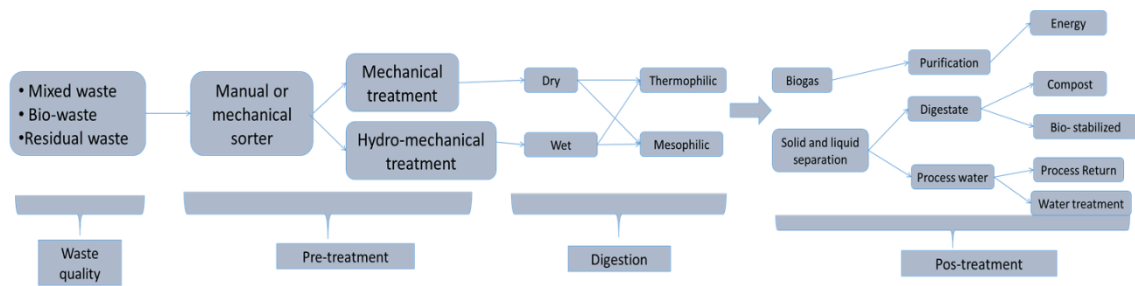 • Mixed waste
• Bio-waste
•Residual waste
Manual or
mechanical
sorter
Mechanical
treatment
Hydro-mechanical
treatment
Dry
Wet
Thermophilic
Mesophilic
Biogas
Solid and liquid
separation
Purification
Digestate
Process water
Energy
Compost
Bio- stabilized
Process Return
Water treatment
Waste
quality
Pre-treatment
Digestion
Pos-treatment